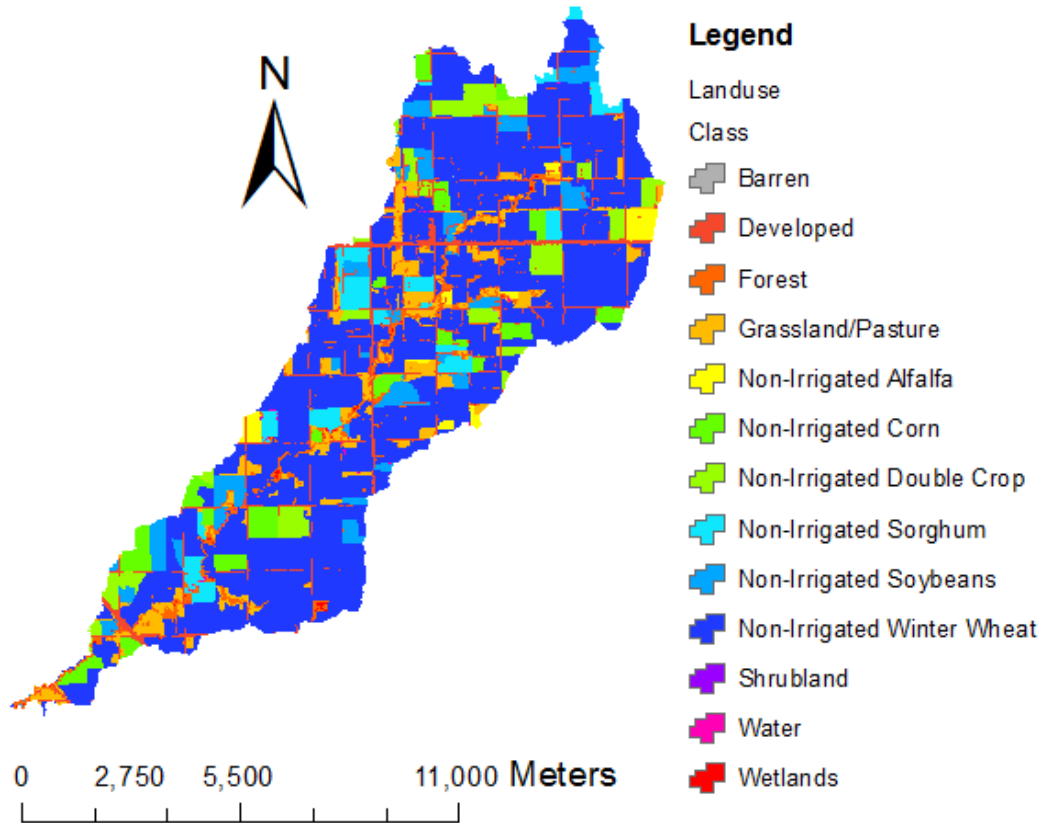 Legend
N
Landuse
Class
Barren
Developed
Forest
Grassland/Pasture
Non-Irrigated Alfalfa
Non-Irrigated Corn
Non-Irrigated Double Crop
Non-Irrigated Sorghum
Non-Irrigated Soybeans
Non-Irrigated Winter Wheat
Shrubland
Water
Wetlands
0 2,750 5,500 11,000 Meters